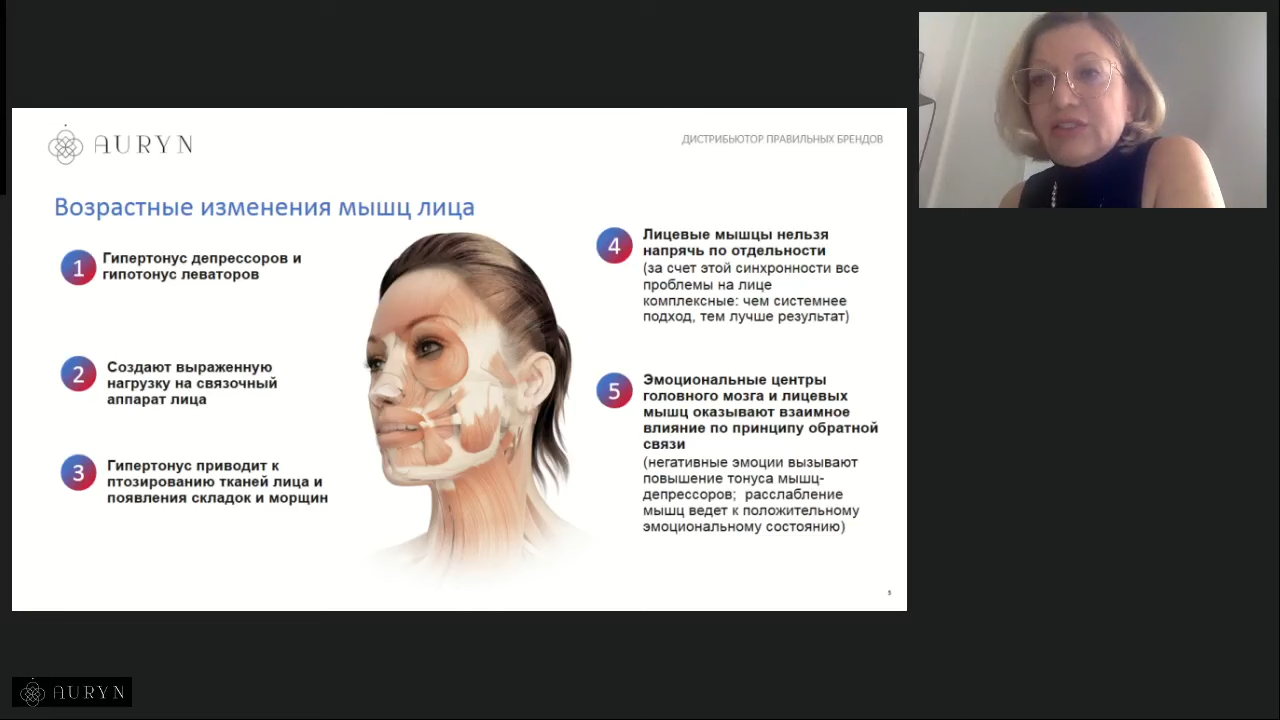 AURYN
ДИСТРИБЬЮТОР ПРАВИЛЬНЫХ БРЕНДОВ
Возрастные изменения мышц лица
1
Гипертонус депрессоров и
гипотонус леваторов
2
Создают выраженную
нагрузку на связочный
аппарат лица
3
Гипертонус приводит к
птозированию тканей лица и
появления складок и морщин
4
Лицевые мышцы нельзя
напрячь по отдельности
(за счет этой синхронности все
проблемы на лице
комплексные: чем системнее
подход, тем лучше результат)
5
Эмоциональные центры
головного мозга и лицевых
мышц оказывают взаимное
влияние по принципу обратной
связи
(негативные эмоции вызывают
повышение тонуса мышц-
депрессоров; расслабление
мышц ведет к положительному
эмоциональному состоянию)
AURYN